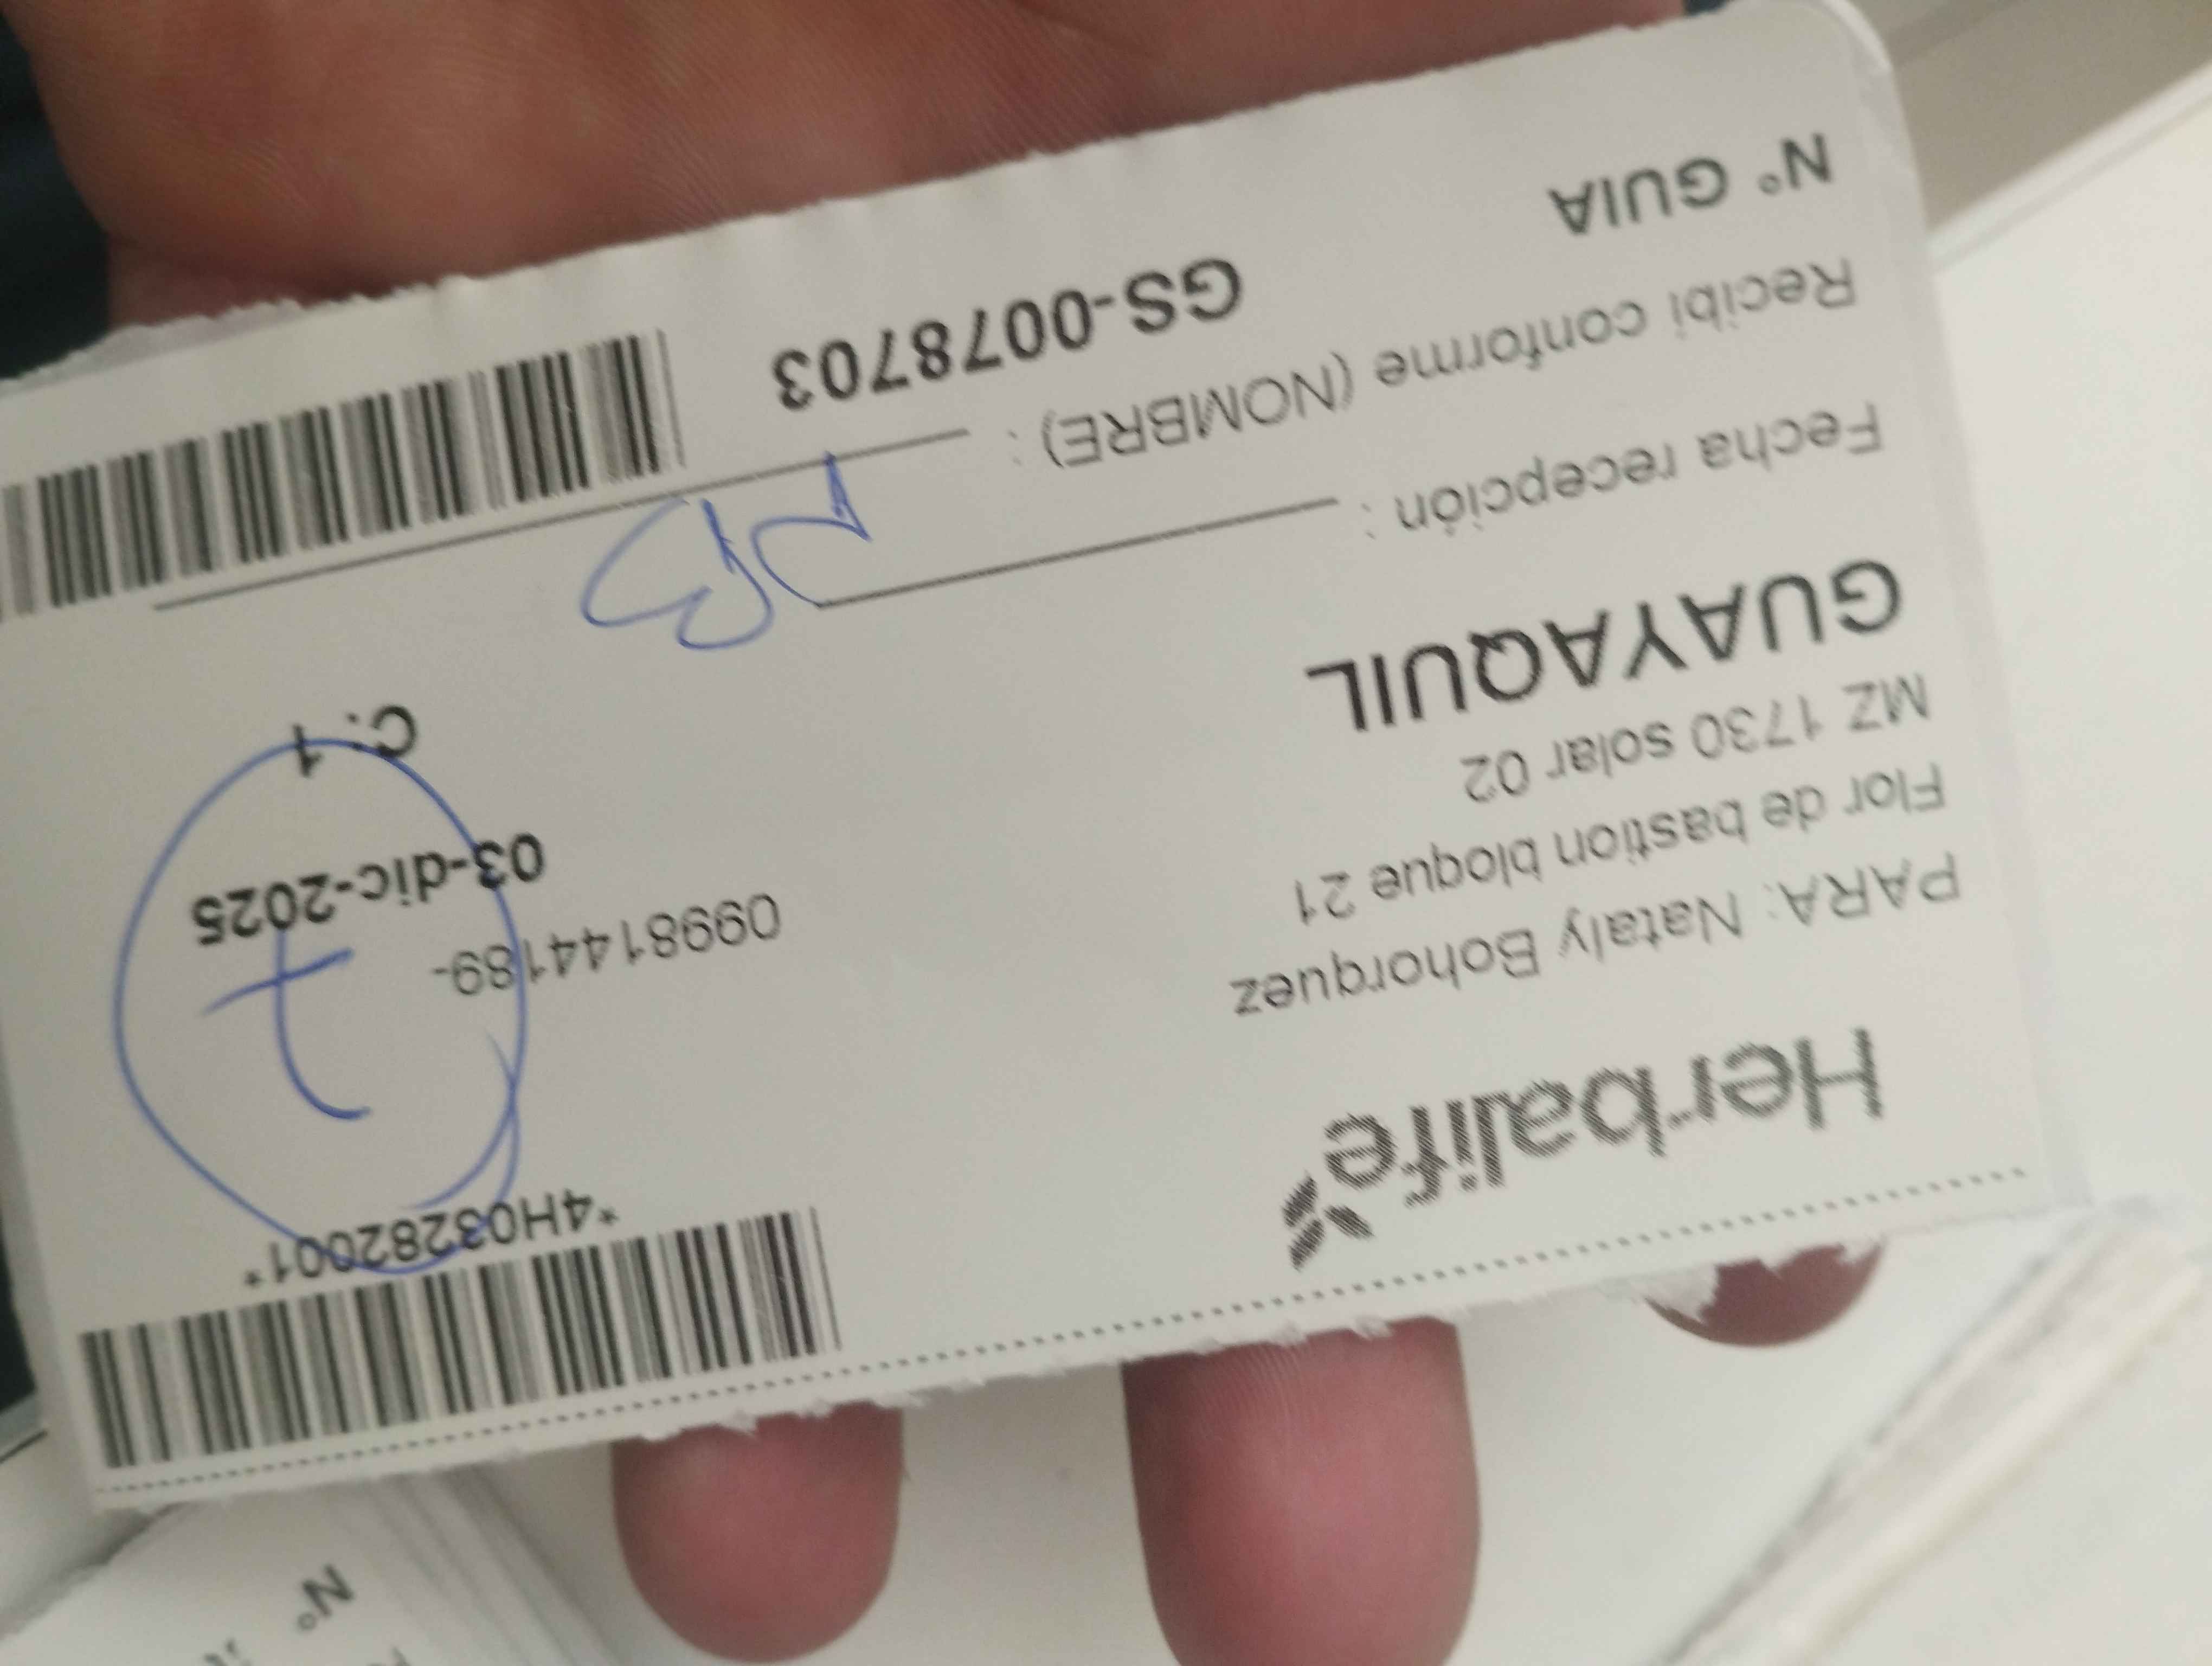 Herbalife
*4H03282001*
PARA: Nataly Bohorquez
0998144189-
Flor de bastion bloque 21
03-dic-2025
MZ 1730 solar 02
C: 1
GUAYAQUIL
Fecha recepción :
Recibi conforme (NOMBRE) :
N° GUIA
GS-0078703
N°